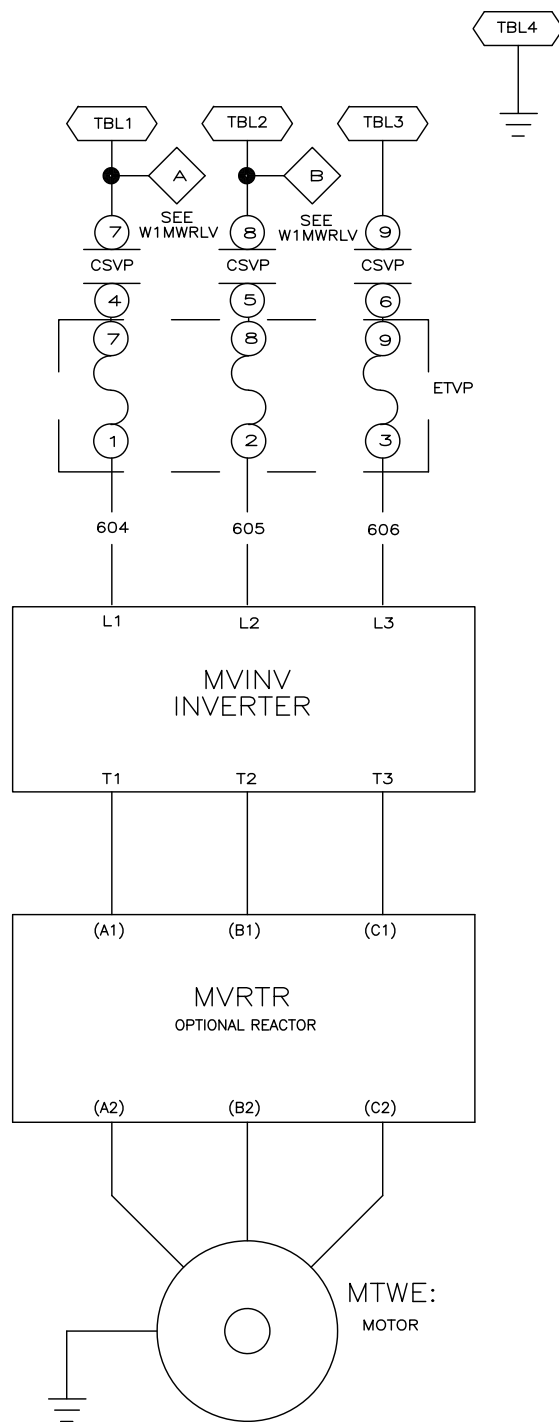 TBL4
TBL1 TBL2 TBL3
A B
7 SEE W1MWRLV 8 SEE W1MWRLV 9
CSVP CSVP CSVP
4 5 6
7 8 9
ETVP
1 2 3
604 605 606
L1 L2 L3
MVINV
INVERTER
T1 T2 T3
(A1) (B1) (C1)
MVRTR
OPTIONAL REACTOR
(A2) (B2) (C2)
MTWE:
MOTOR